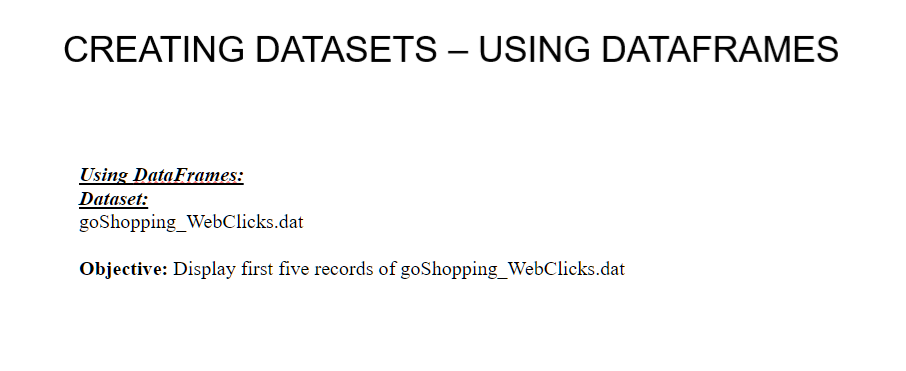 CREATING DATASETS – USING DATAFRAMES
Using DataFrames:
Dataset:
goShopping_WebClicks.dat
Objective: Display first five records of goShopping_WebClicks.dat